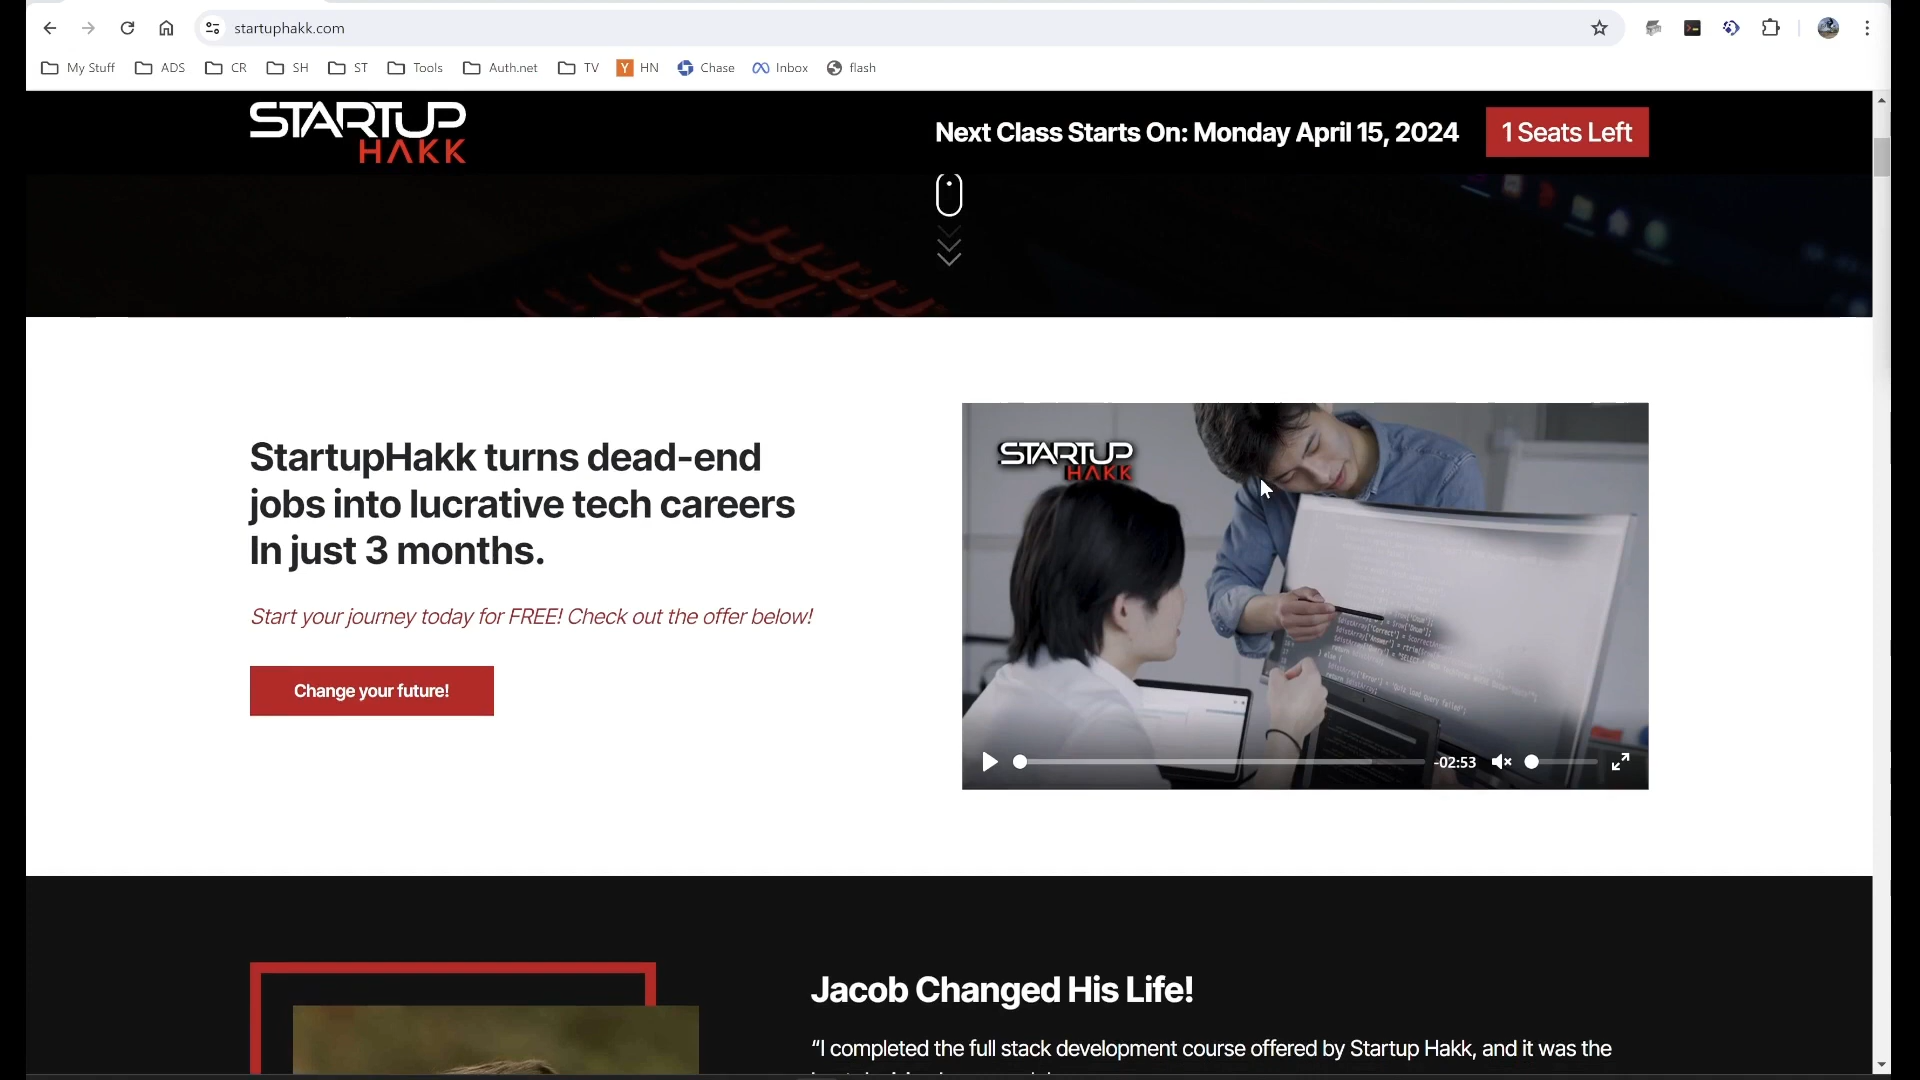 startuphakk.com
My Stuff
ADS
CR
SH
ST
Tools
Auth.net
TV
Y
HN
Chase
Inbox
flash
STARTUP
HAKK
Next Class Starts On: Monday April 15, 2024
1 Seats Left
StartupHakk turns dead-end
jobs into lucrative tech careers
In just 3 months.
Start your journey today for FREE! Check out the offer below!
Change your future!
STARTUP
HAKK
-02:53
Jacob Changed His Life!
“I completed the full stack development course offered by Startup Hakk, and it was the